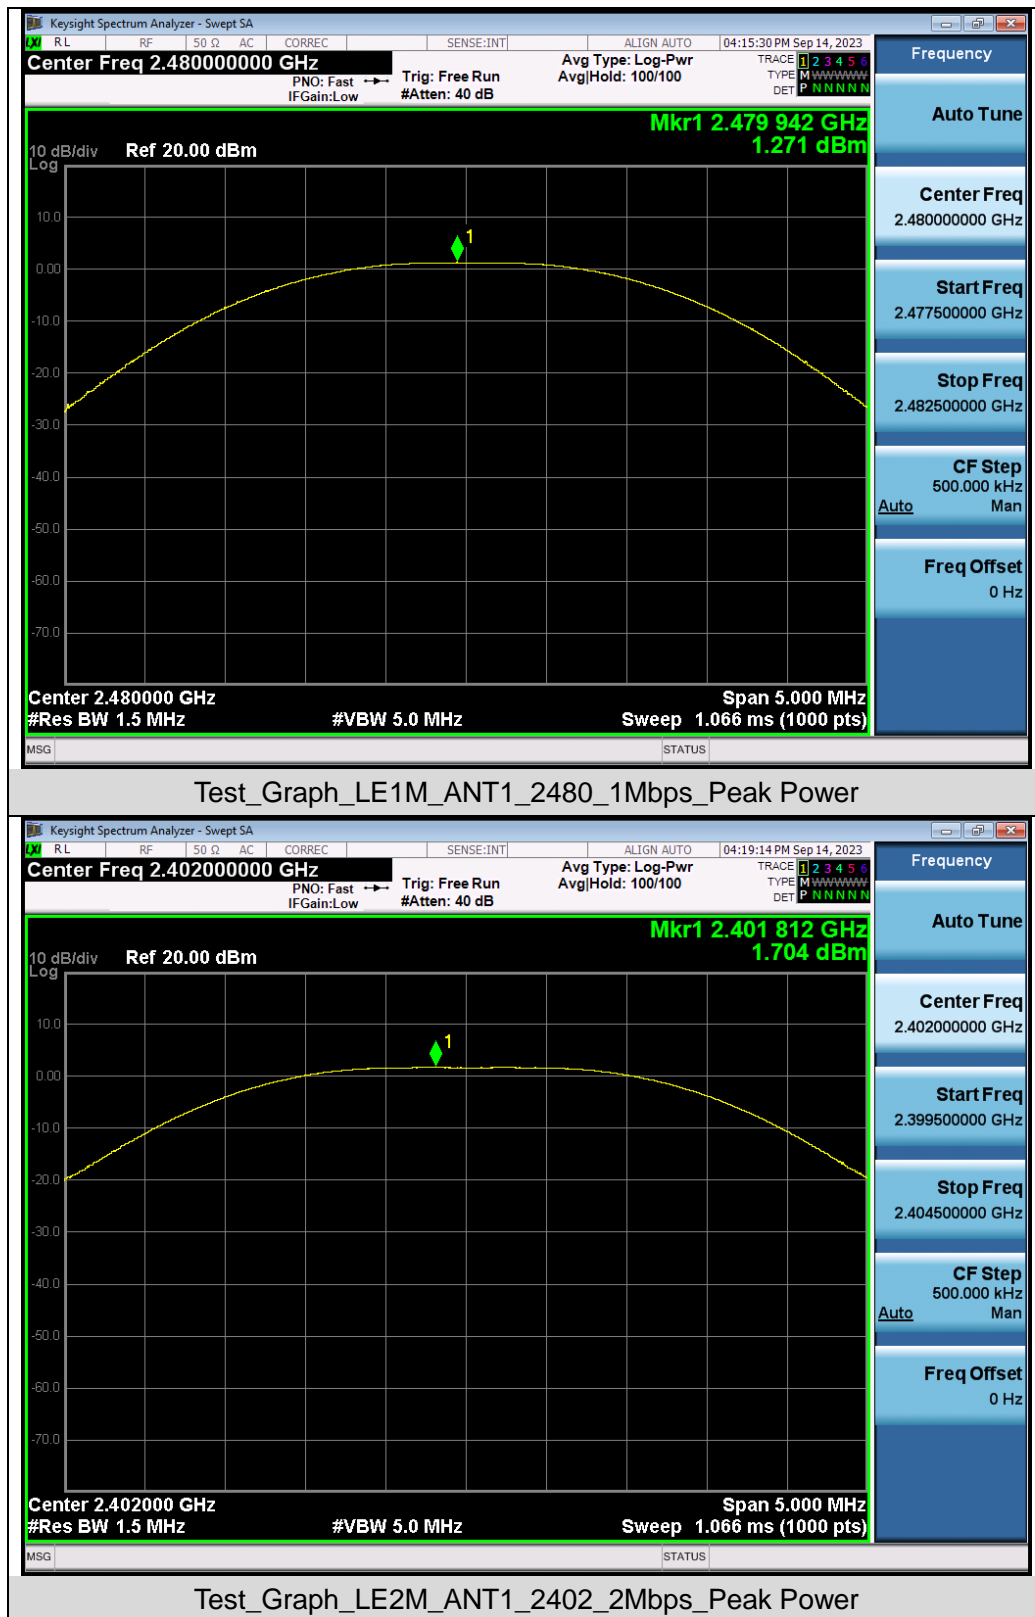 Keysight Spectrum Analyzer - Swept SA
LXI RL RF 50 Ω AC CORREC SENSE:INT ALIGN AUTO 04:15:30 PM Sep 14, 2023
Center Freq 2.480000000 GHz
PNO: Fast
IFGain:Low
Trig: Free Run
#Atten: 40 dB
Avg Type: Log-Pwr
Avg|Hold: 100/100
TRACE 1 2 3 4 5 6
TYPE M WWWWW
DET P N N N N N
Mkr1 2.479 942 GHz
1.271 dBm
10 dB/div Ref 20.00 dBm
Log
1
10.0
0.00
-10.0
-20.0
-30.0
-40.0
-50.0
-60.0
-70.0
Center 2.480000 GHz Span 5.000 MHz
#Res BW 1.5 MHz #VBW 5.0 MHz Sweep 1.066 ms (1000 pts)
MSG STATUS
Frequency
Auto Tune
Center Freq
2.480000000 GHz
Start Freq
2.477500000 GHz
Stop Freq
2.482500000 GHz
CF Step
500.000 kHz
Auto Man
Freq Offset
0 Hz
Test_Graph_LE1M_ANT1_2480_1Mbps_Peak Power
Keysight Spectrum Analyzer - Swept SA
LXI RL RF 50 Ω AC CORREC SENSE:INT ALIGN AUTO 04:19:14 PM Sep 14, 2023
Center Freq 2.402000000 GHz
PNO: Fast
IFGain:Low
Trig: Free Run
#Atten: 40 dB
Avg Type: Log-Pwr
Avg|Hold: 100/100
TRACE 1 2 3 4 5 6
TYPE M WWWWW
DET P N N N N N
Mkr1 2.401 812 GHz
1.704 dBm
10 dB/div Ref 20.00 dBm
Log
1
10.0
0.00
-10.0
-20.0
-30.0
-40.0
-50.0
-60.0
-70.0
Center 2.402000 GHz Span 5.000 MHz
#Res BW 1.5 MHz #VBW 5.0 MHz Sweep 1.066 ms (1000 pts)
MSG STATUS
Frequency
Auto Tune
Center Freq
2.402000000 GHz
Start Freq
2.399500000 GHz
Stop Freq
2.404500000 GHz
CF Step
500.000 kHz
Auto Man
Freq Offset
0 Hz
Test_Graph_LE2M_ANT1_2402_2Mbps_Peak Power